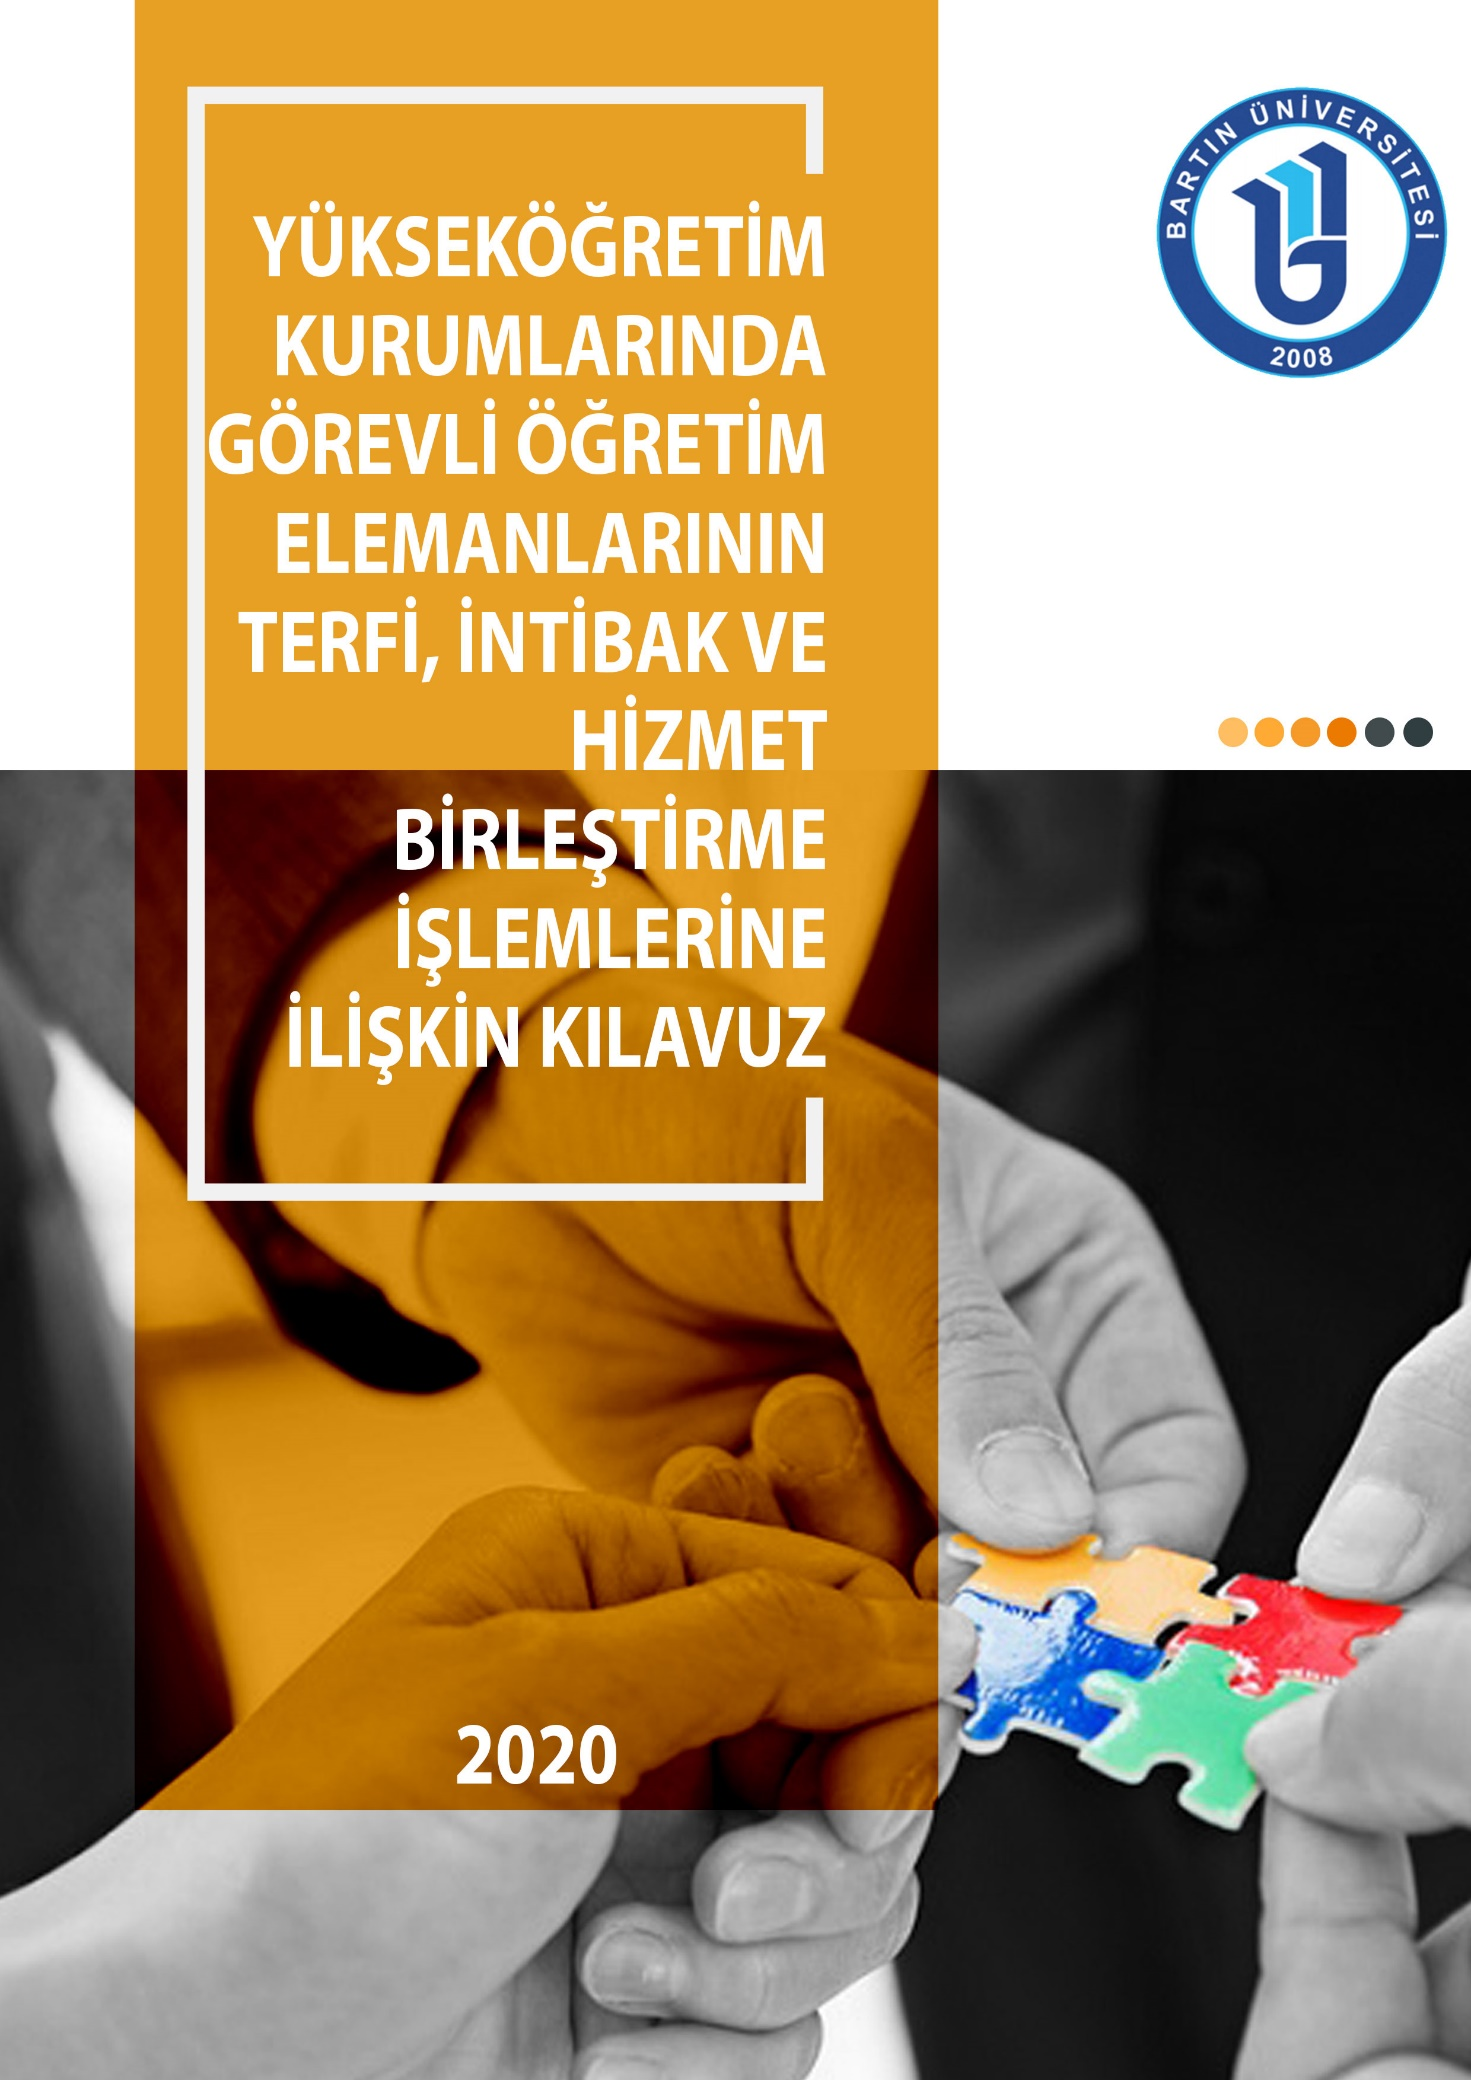 BARTIN ÜNİVERSİTESİ
2008
YÜKSEKÖĞRETİM
KURUMLARINDA
GÖREVLİ ÖĞRETİM
ELEMANLARININ
TERFİ, İNTİBAK VE
HİZMET
BİRLEŞTİRME
İŞLEMLERİNE
İLİŞKİN KILAVUZ
2020